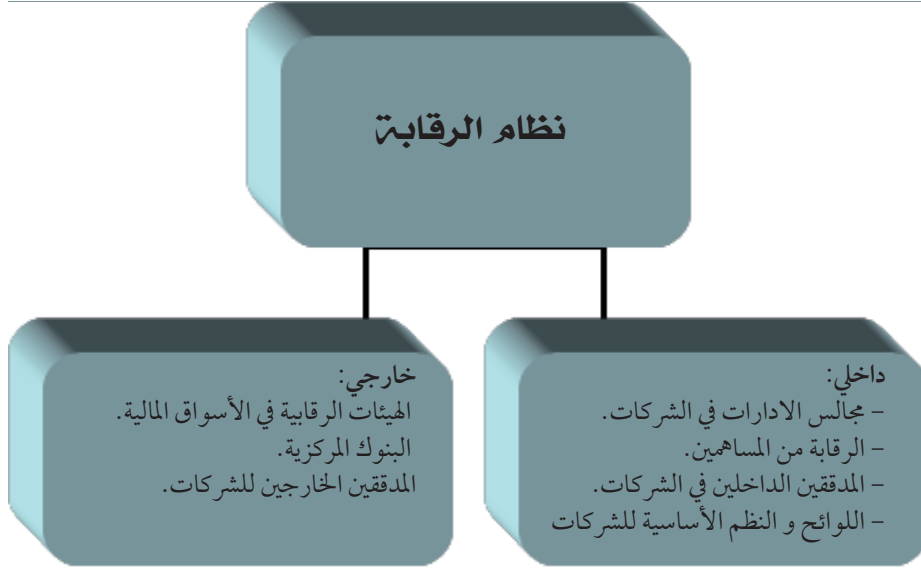 نظام الرقابة
داخلي:
– مجالس الادارات في الشركات.
– الرقابة من المساهمين.
– المدققين الداخلين في الشركات.
– اللوائح و النظم الأساسية للشركات
خارجي:
الهيئات الرقابية في الأسواق المالية.
البنوك المركزية.
المدققين الخارجين للشركات.